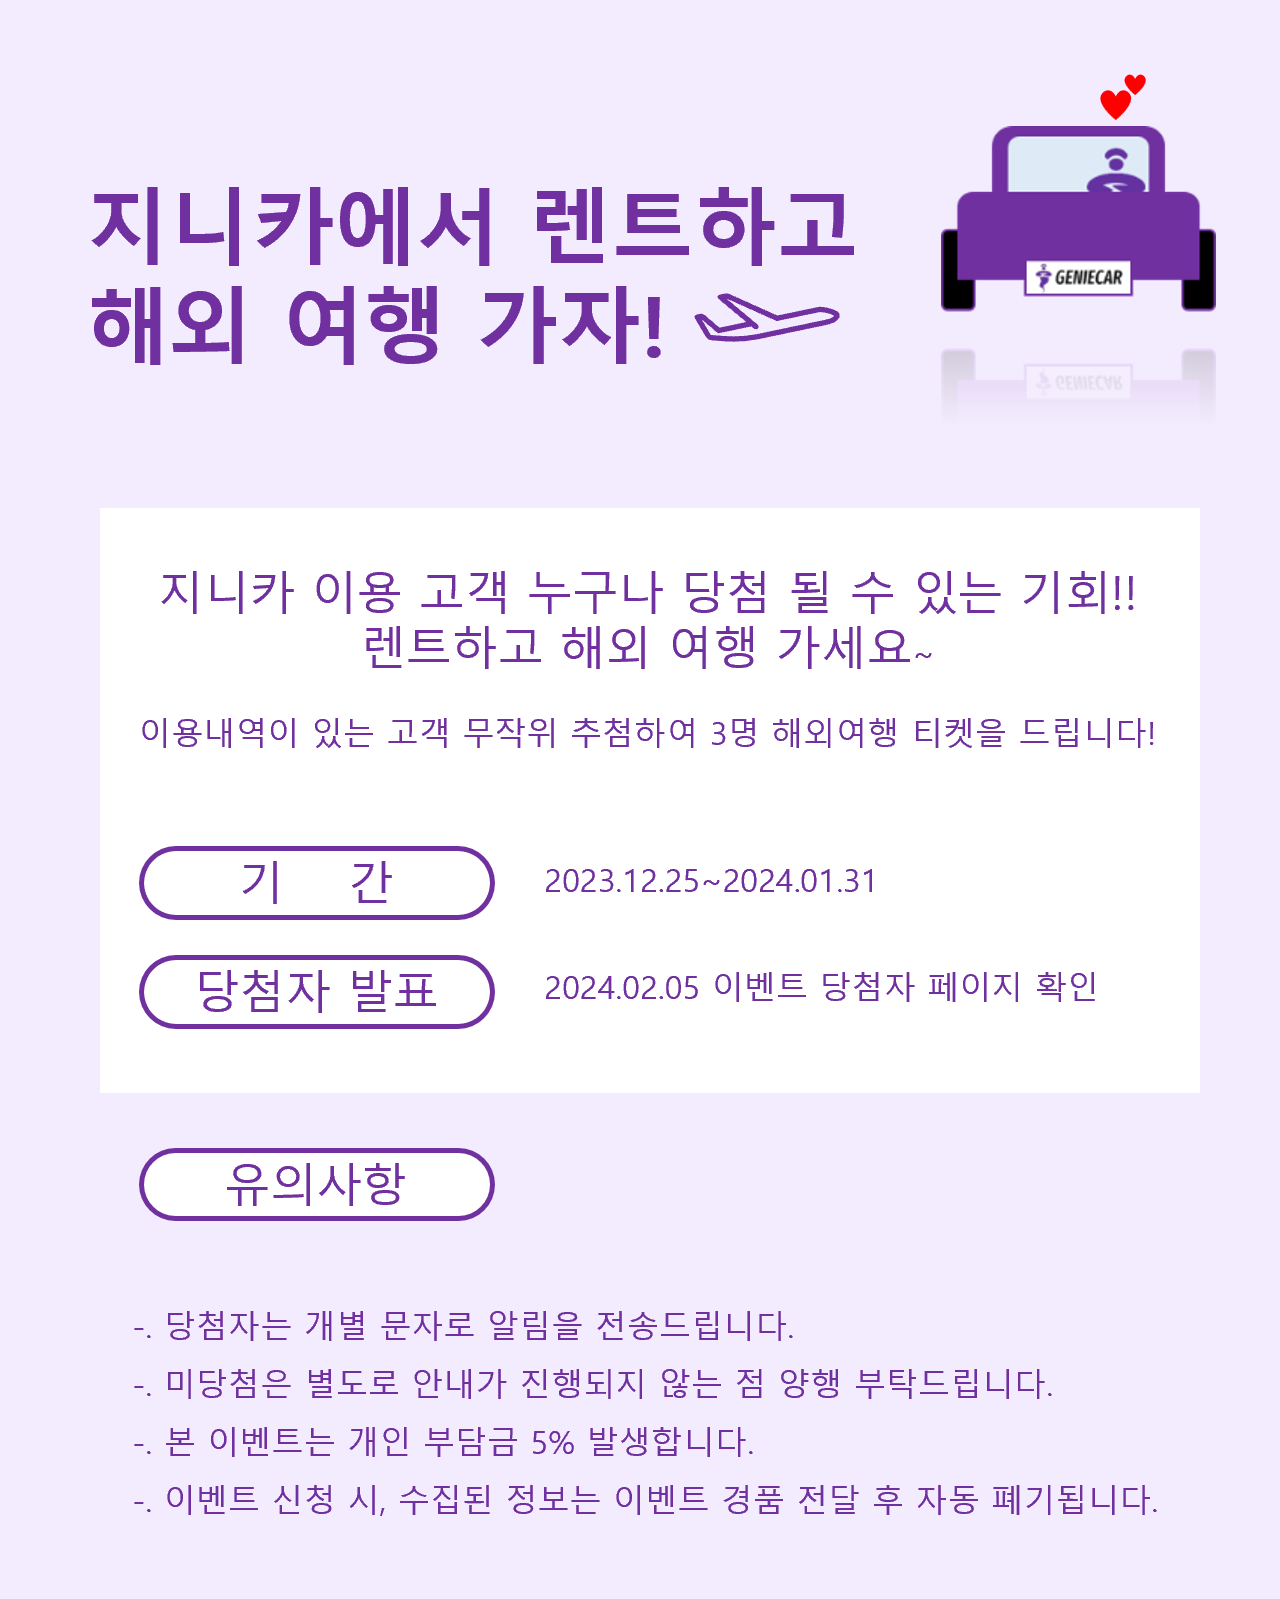 지니카에서 렌트하고
해외 여행 가자!
GENIECAR
지니카 이용 고객 누구나 당첨 될 수 있는 기회!!
렌트하고 해외 여행 가세요~
이용내역이 있는 고객 무작위 추첨하여 3명 해외여행 티켓을 드립니다!
기 간
2023.12.25~2024.01.31
당첨자 발표
2024.02.05 이벤트 당첨자 페이지 확인
유의사항
-. 당첨자는 개별 문자로 알림을 전송드립니다.
-. 미당첨은 별도로 안내가 진행되지 않는 점 양행 부탁드립니다.
-. 본 이벤트는 개인 부담금 5% 발생합니다.
-. 이벤트 신청 시, 수집된 정보는 이벤트 경품 전달 후 자동 폐기됩니다.